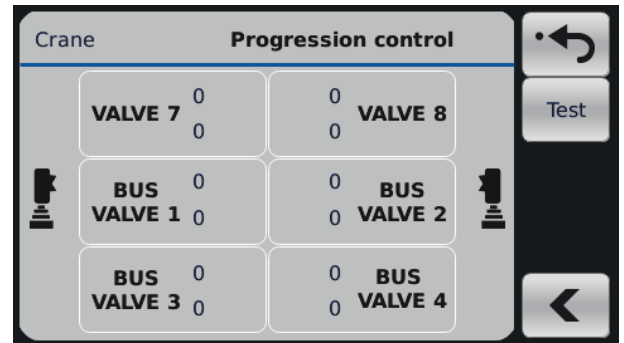 Crane Progression control
Test
VALVE 7 0 0
0 0 VALVE 8
BUS VALVE 1 0 0
0 0 BUS VALVE 2
BUS VALVE 3 0 0
0 0 BUS VALVE 4